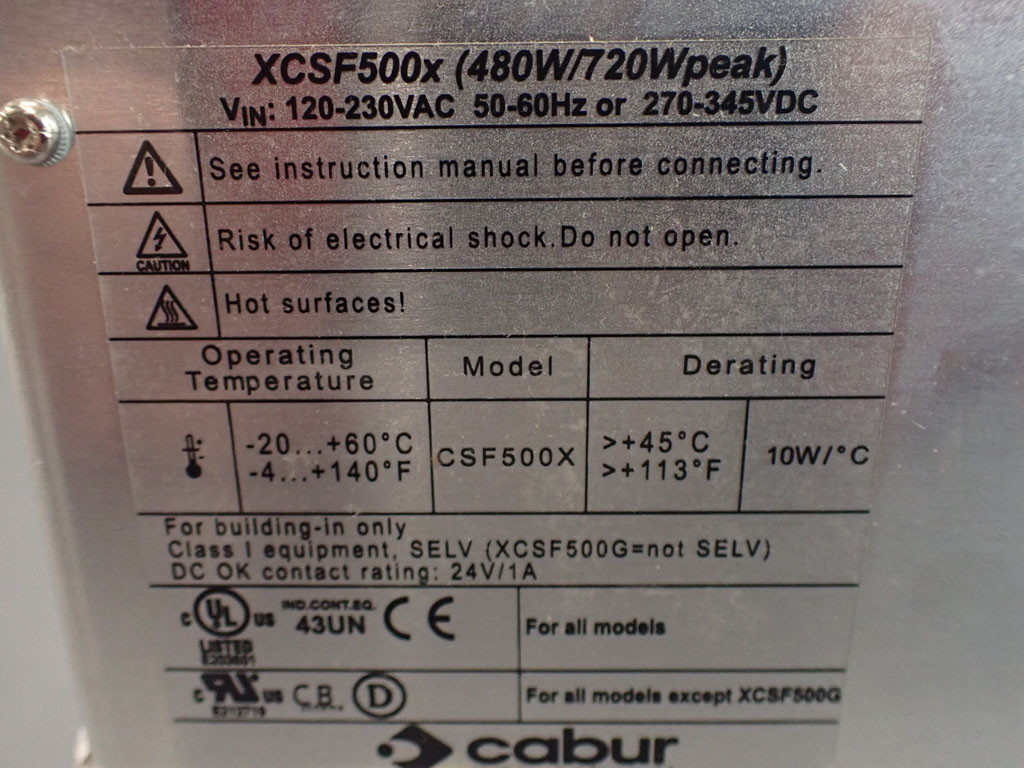 XCSF500x (480W/720Wpeak)
VIN: 120-230VAC 50-60Hz or 270-345VDC
See instruction manual before connecting.
Risk of electrical shock.Do not open.
CAUTION
Hot surfaces!
Operating Temperature Model Derating
-20...+60°C
-4...+140°F
CSF500X
>+45°C
>+113°F
10W/°C
For building-in only
Class I equipment, SELV (XCSF500G=not SELV)
DC OK contact rating: 24V/1A
c UL us
LISTED
IND.CONT.EQ.
43UN
CE
For all models
c RU us
C.B.
D
For all models except XCSF500G
cabur